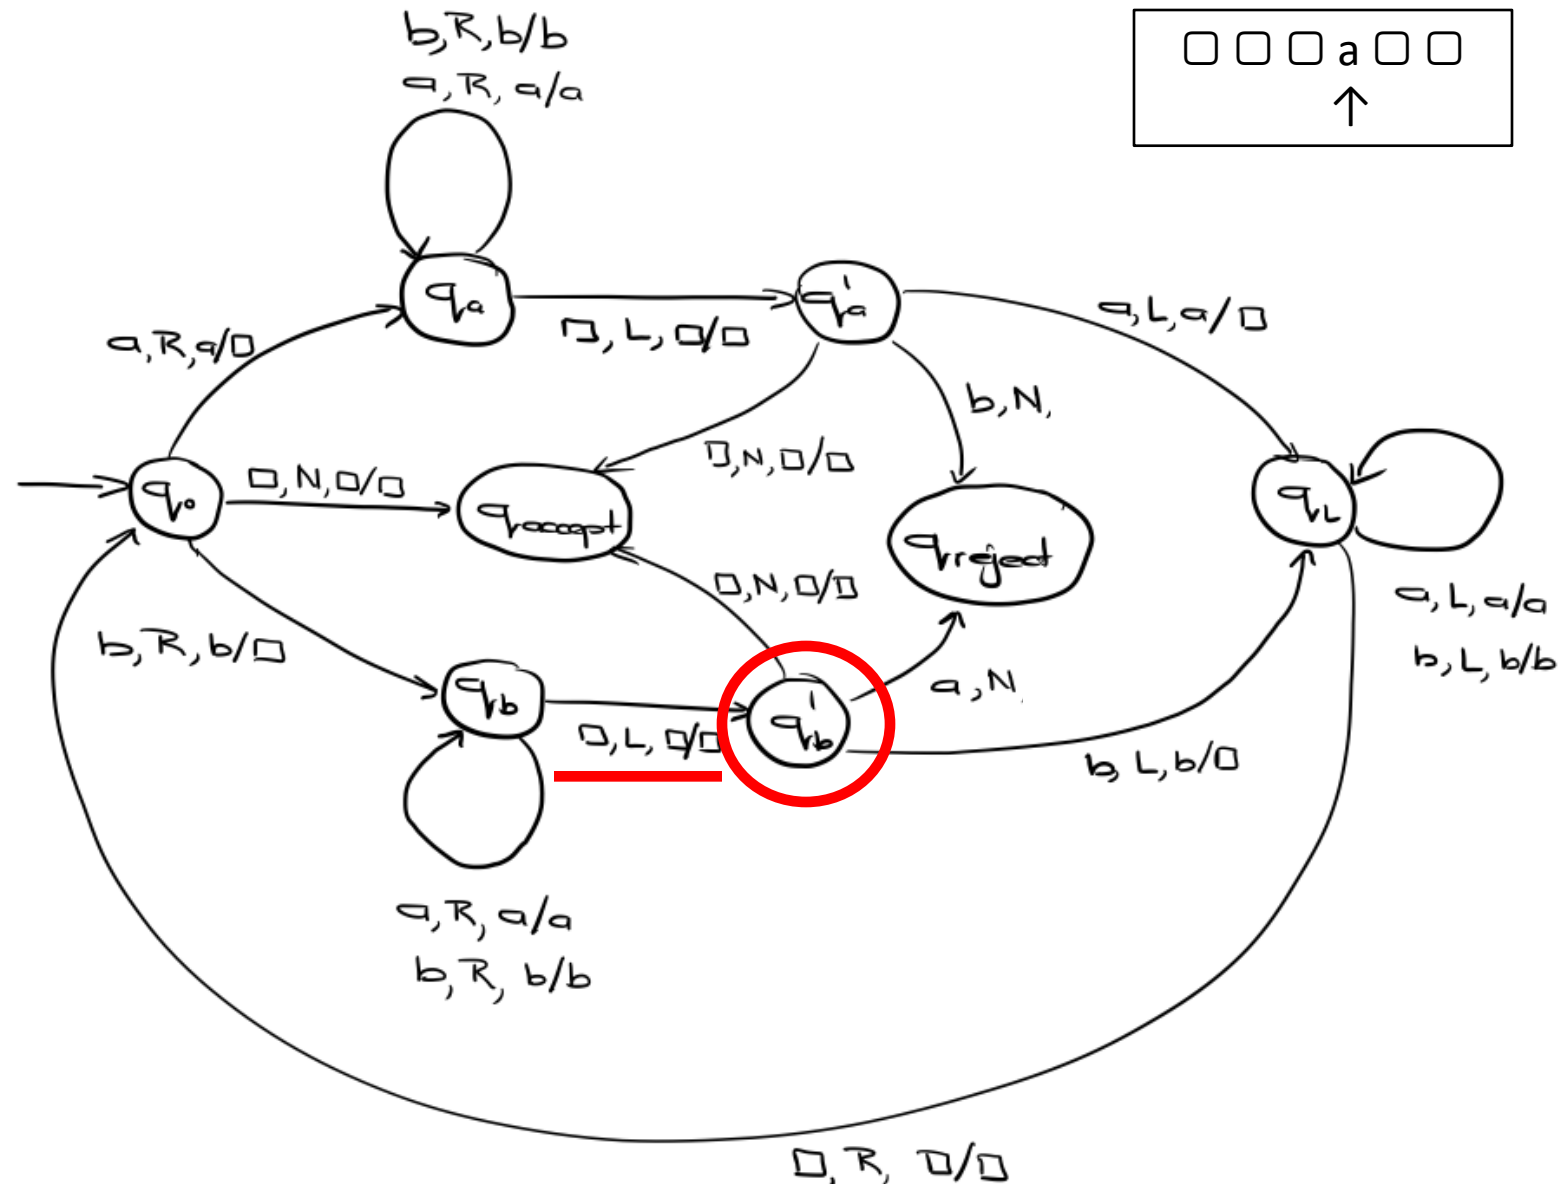 b,R,b/b
a,R,a/a
□ □ □ a □ □
↑
qa
□,L,□/□
q'a
a,L,a/□
a,R,a/□
b,N,
□,N,□/□
q0
□,N,□/□
qaccept
qreject
qL
□,N,□/□
a,L,a/a
b,L,b/b
b,R,b/□
qb
□,L,□/□
q'b
a,N,
b,L,b/□
a,R,a/a
b,R,b/b
□,R,□/□